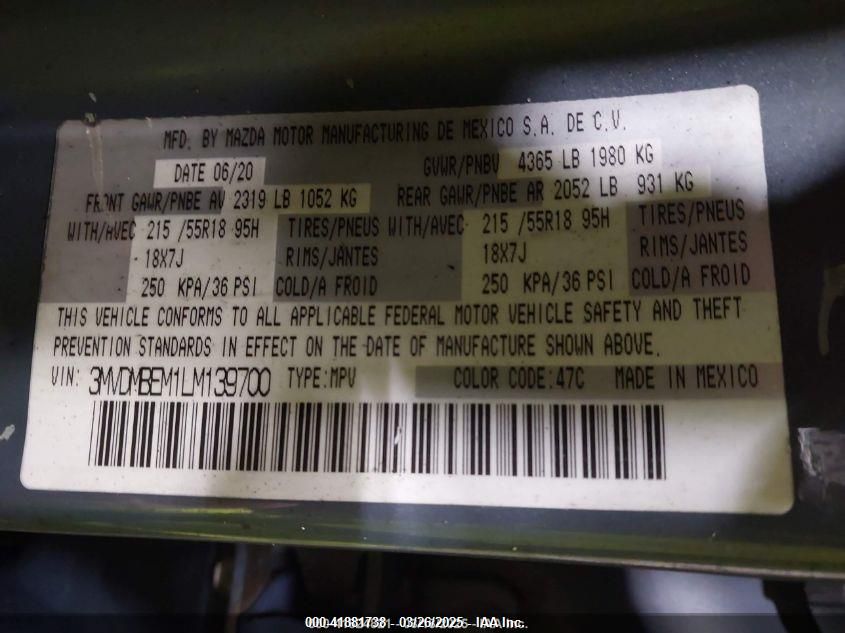 MFD. BY MAZDA MOTOR MANUFACTURING DE MEXICO S.A. DE C.V.
DATE 06/20 GVWR/PNBV 4365 LB 1980 KG
FRONT GAWR/PNBE AV 2319 LB 1052 KG REAR GAWR/PNBE AR 2052 LB 931 KG
WITH/AVEC 215 /55R18 95H TIRES/PNEUS WITH/AVEC 215 /55R18 95H TIRES/PNEUS
18X7J RIMS/JANTES 18X7J RIMS/JANTES
250 KPA/36 PSI COLD/A FROID 250 KPA/36 PSI COLD/A FROID
THIS VEHICLE CONFORMS TO ALL APPLICABLE FEDERAL MOTOR VEHICLE SAFETY AND THEFT
PREVENTION STANDARDS IN EFFECT ON THE DATE OF MANUFACTURE SHOWN ABOVE.
VIN: 3MVDMBEM1LM139700 TYPE:MPV COLOR CODE:47C MADE IN MEXICO
000-41881738 - 03/26/2025 - IAA Inc.